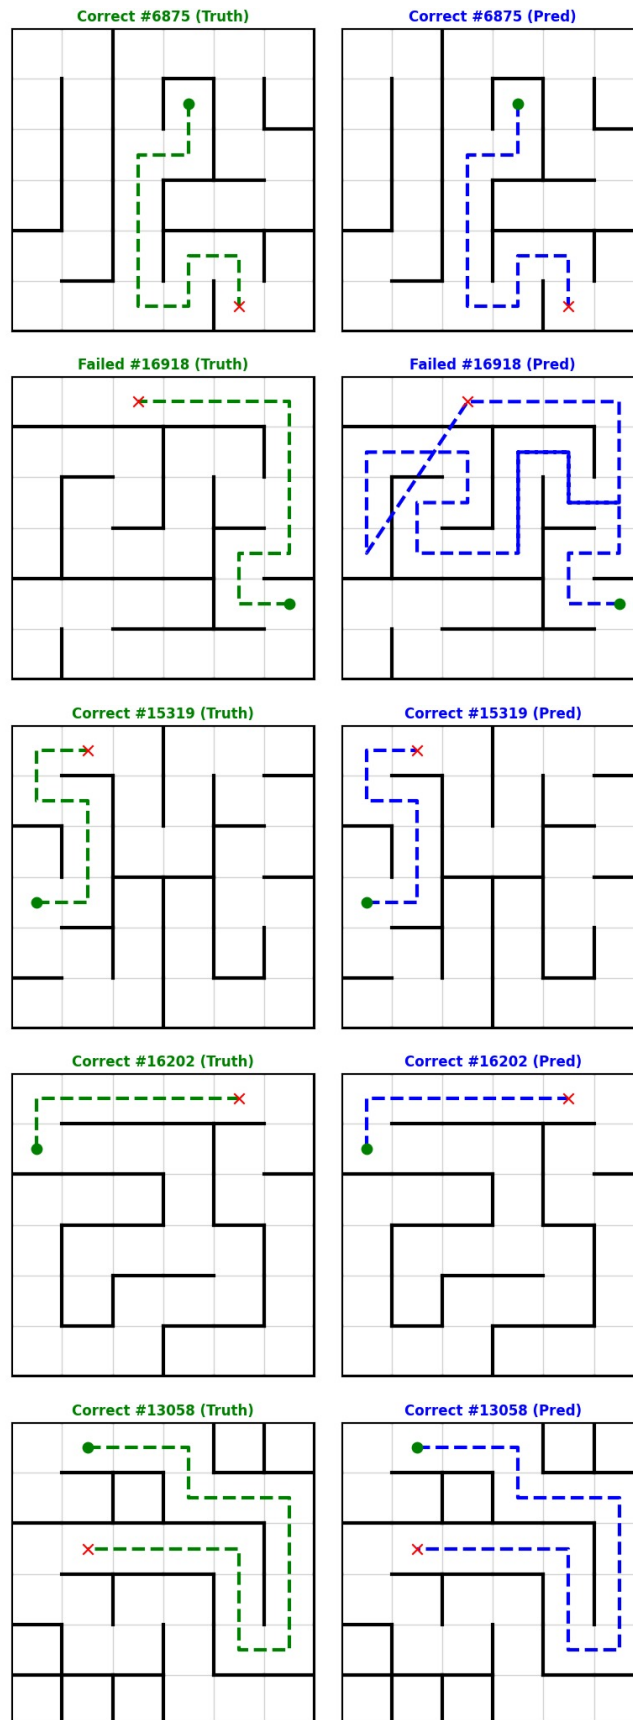 Correct #6875 (Truth)
Correct #6875 (Pred)
Failed #16918 (Truth)
Failed #16918 (Pred)
Correct #15319 (Truth)
Correct #15319 (Pred)
Correct #16202 (Truth)
Correct #16202 (Pred)
Correct #13058 (Truth)
Correct #13058 (Pred)